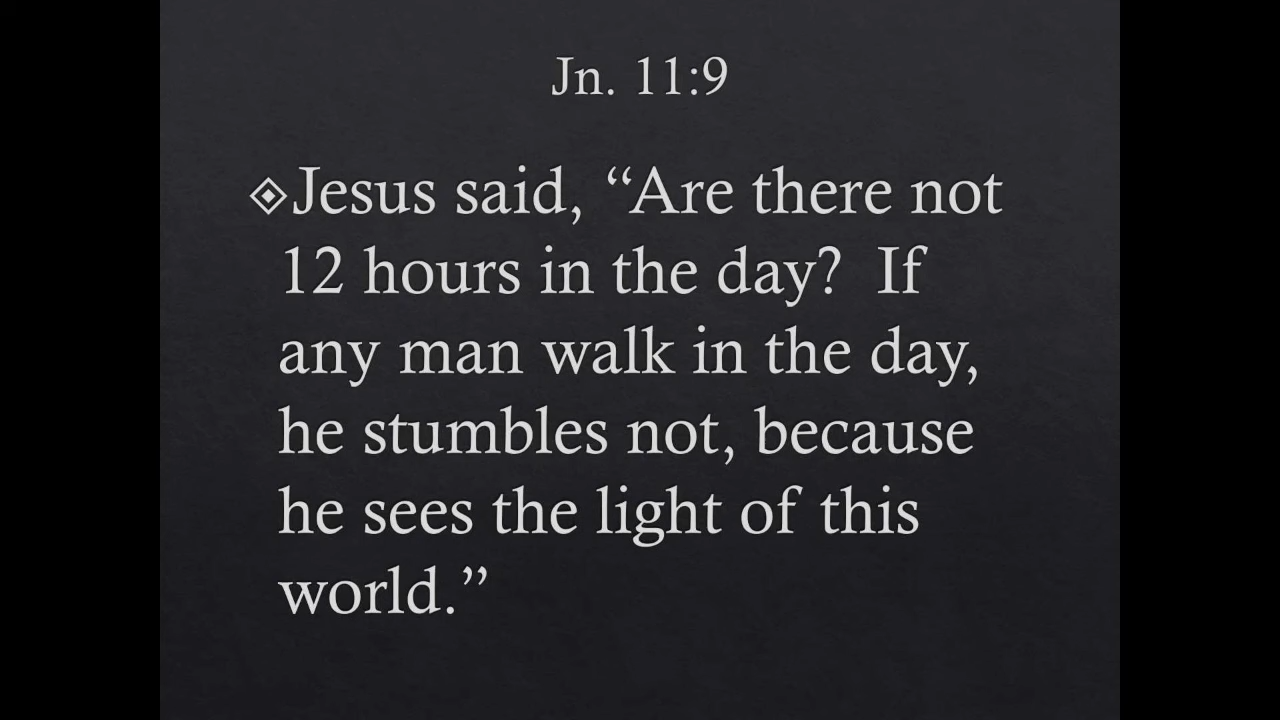 Jn. 11:9
Jesus said, “Are there not
12 hours in the day?  If
any man walk in the day,
he stumbles not, because
he sees the light of this
world.”